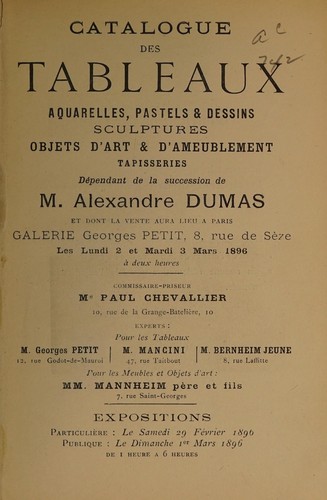 CATALOGUE
DES
TABLEAUX
AQUARELLES, PASTELS & DESSINS
SCULPTURES
OBJETS D'ART & D'AMEUBLEMENT
TAPISSERIES
Dépendant de la succession de
M. Alexandre DUMAS
ET DONT LA VENTE AURA LIEU A PARIS
GALERIE Georges PETIT, 8, rue de Sèze
Les Lundi 2 et Mardi 3 Mars 1896
à deux heures
COMMISSAIRE-PRISEUR
Me PAUL CHEVALLIER
10, rue de la Grange-Batelière, 10
EXPERTS :
Pour les Tableaux
M. Georges PETIT
12, rue Godot-de-Mauroi
M. MANCINI
47, rue Taitbout
M. BERNHEIM JEUNE
8, rue Laffitte
Pour les Meubles et Objets d'art :
MM. MANNHEIM père et fils
7, rue Saint-Georges
EXPOSITIONS
PARTICULIÈRE : Le Samedi 29 Février 1896
PUBLIQUE : Le Dimanche 1er Mars 1896
DE 1 HEURE A 6 HEURES